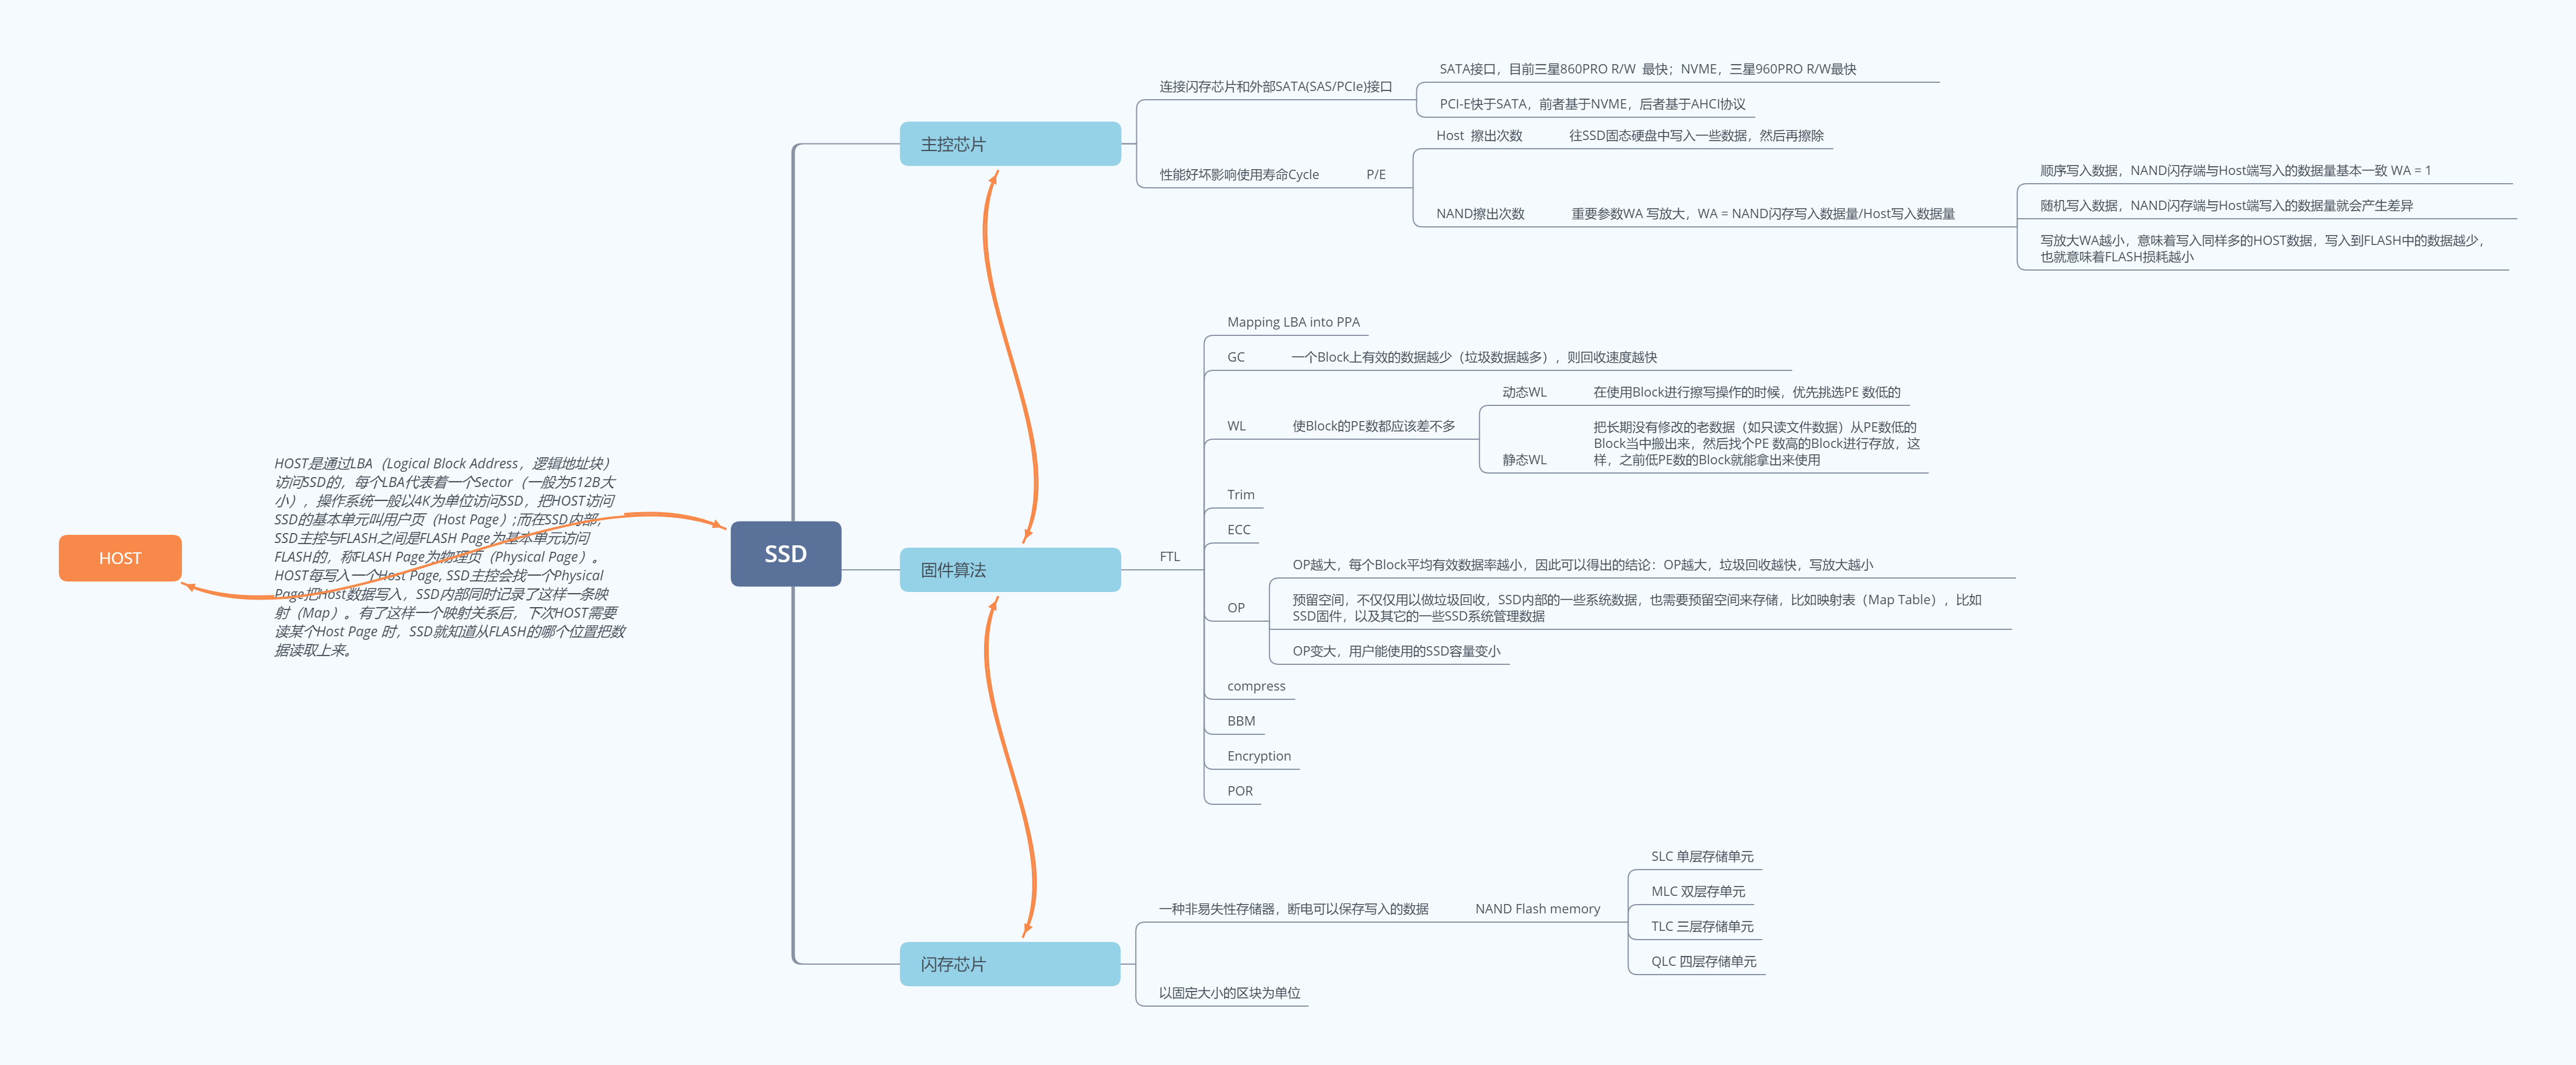 HOST
HOST是通过LBA（Logical Block Address，逻辑地址块）
访问SSD的，每个LBA代表着一个Sector（一般为512B大
小），操作系统一般以4K为单位访问SSD，把HOST访问
SSD的基本单元叫用户页（Host Page）;而在SSD内部，
SSD主控与FLASH之间是FLASH Page为基本单元访问
FLASH的，称FLASH Page为物理页（Physical Page）。
HOST每写入一个Host Page, SSD主控会找一个Physical
Page把Host数据写入，SSD内部同时记录了这样一条映
射（Map）。有了这样一个映射关系后，下次HOST需要
读某个Host Page 时，SSD就知道从FLASH的哪个位置把数
据读取上来。
SSD
主控芯片
连接闪存芯片和外部SATA(SAS/PCIe)接口
SATA接口，目前三星860PRO R/W 最快；NVME，三星960PRO R/W最快
PCI-E快于SATA，前者基于NVME，后者基于AHCI协议
性能好坏影响使用寿命Cycle
P/E
Host 擦出次数
往SSD固态硬盘中写入一些数据，然后再擦除
NAND擦出次数
重要参数WA 写放大，WA = NAND闪存写入数据量/Host写入数据量
顺序写入数据，NAND闪存端与Host端写入的数据量基本一致 WA = 1
随机写入数据，NAND闪存端与Host端写入的数据量就会产生差异
写放大WA越小，意味着写入同样多的HOST数据，写入到FLASH中的数据越少，
也就意味着FLASH损耗越小
固件算法
FTL
Mapping LBA into PPA
GC
一个Block上有效的数据越少（垃圾数据越多），则回收速度越快
WL
使Block的PE数都应该差不多
动态WL
在使用Block进行擦写操作的时候，优先挑选PE 数低的
静态WL
把长期没有修改的老数据（如只读文件数据）从PE数低的
Block当中搬出来，然后找个PE 数高的Block进行存放，这
样，之前低PE数的Block就能拿出来使用
Trim
ECC
OP
OP越大，每个Block平均有效数据率越小，因此可以得出的结论：OP越大，垃圾回收越快，写放大越小
预留空间，不仅仅用以做垃圾回收，SSD内部的一些系统数据，也需要预留空间来存储，比如映射表（Map Table），比如
SSD固件，以及其它的一些SSD系统管理数据
OP变大，用户能使用的SSD容量变小
compress
BBM
Encryption
POR
闪存芯片
一种非易失性存储器，断电可以保存写入的数据
NAND Flash memory
SLC 单层存储单元
MLC 双层存单元
TLC 三层存储单元
QLC 四层存储单元
以固定大小的区块为单位